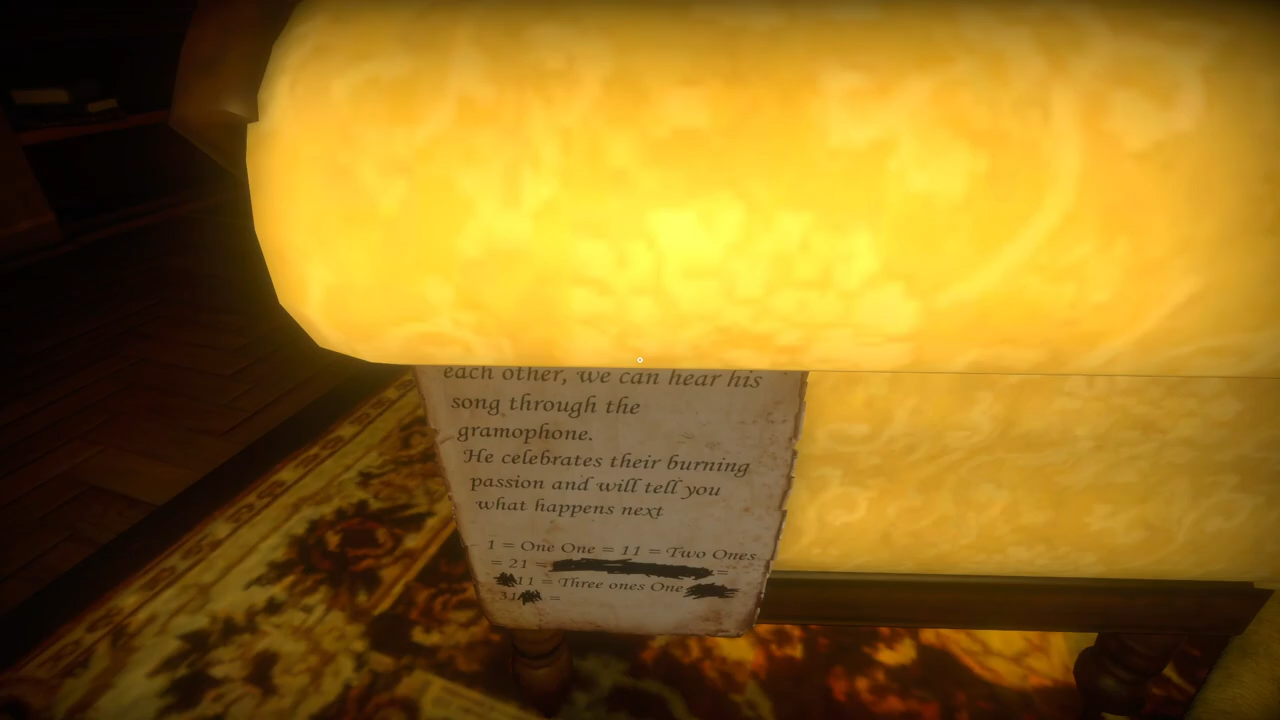 each other, we can hear his
song through the
gramophone.
He celebrates their burning
passion and will tell you
what happens next
1 = One One = 11 = Two Ones
= 21 = =
11 = Three ones One
31 =